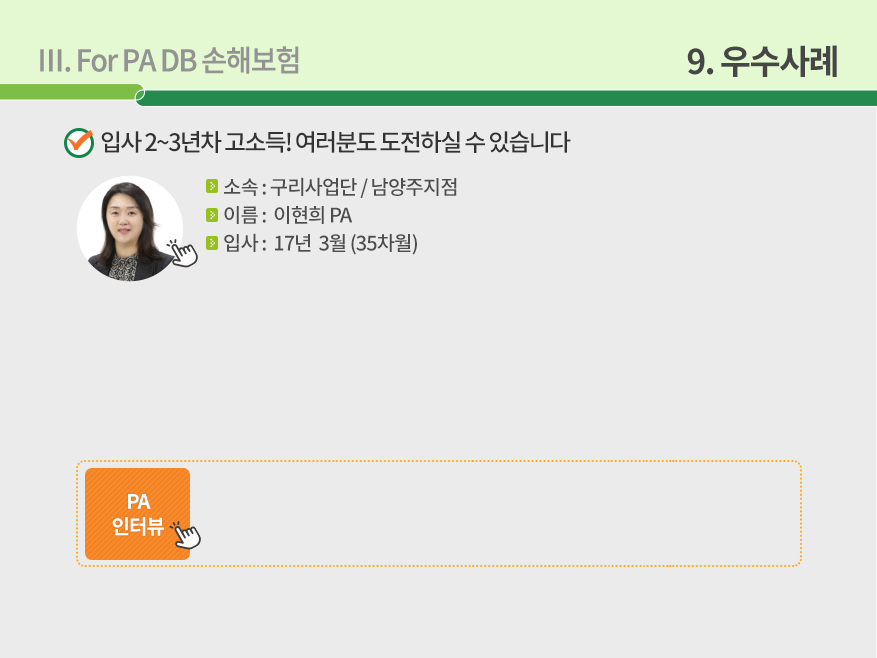 III. For PA DB 손해보험
9. 우수사례
입사 2~3년차 고소득! 여러분도 도전하실 수 있습니다
소속 : 구리사업단 / 남양주지점
이름 : 이현희 PA
입사 : 17년 3월 (35차월)
PA
인터뷰